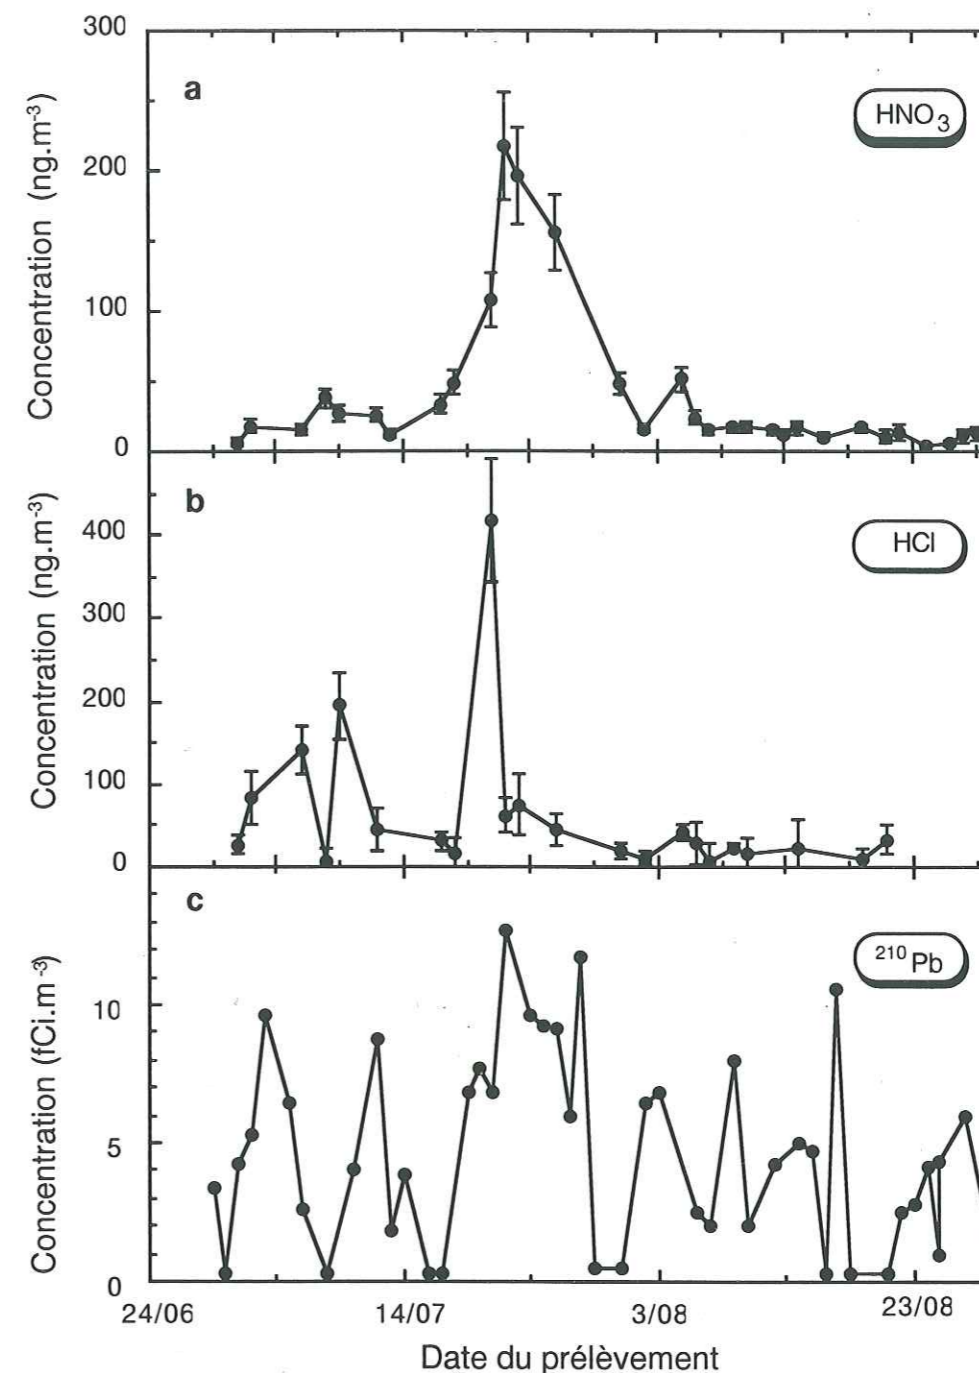 300
a
HNO3
200
100
0
Concentration (ng.m-3)
b
HCl
400
300
200
100
0
Concentration (ng.m-3)
c
210Pb
10
5
0
Concentration (fCi.m-3)
24/06 14/07 3/08 23/08
Date du prélèvement